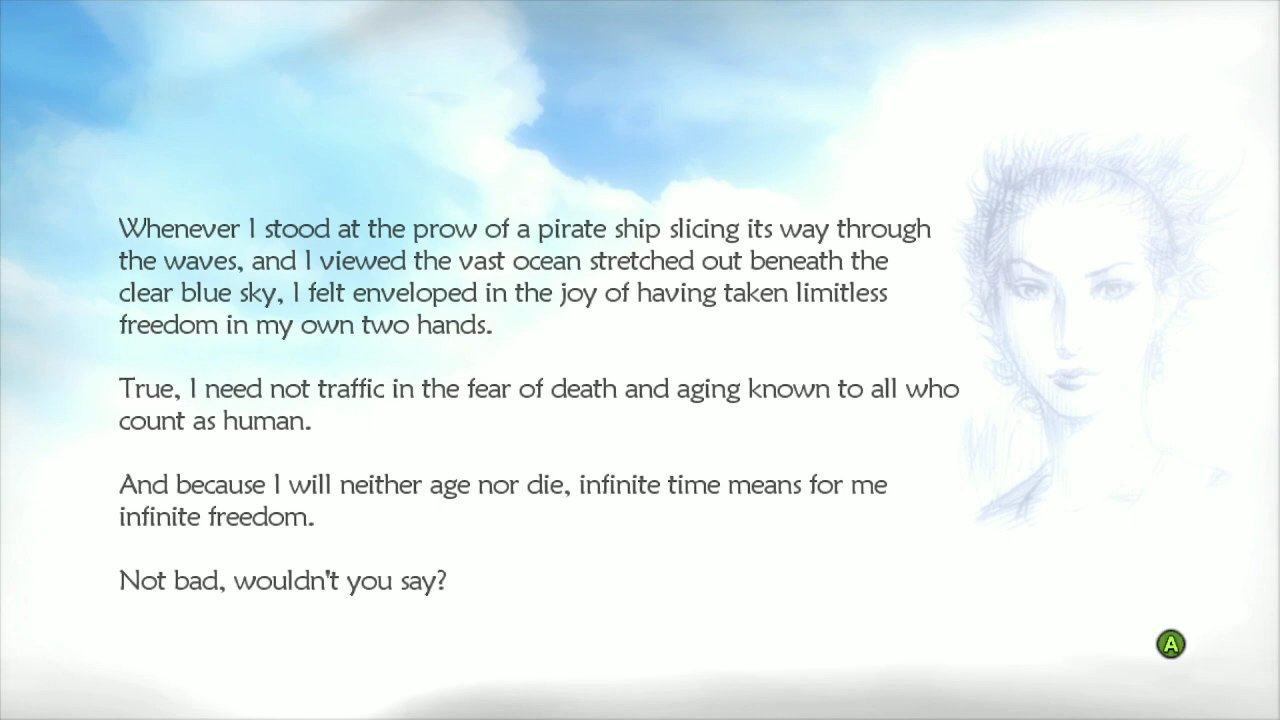 Whenever I stood at the prow of a pirate ship slicing its way through
the waves, and I viewed the vast ocean stretched out beneath the
clear blue sky, I felt enveloped in the joy of having taken limitless
freedom in my own two hands.
True, I need not traffic in the fear of death and aging known to all who
count as human.
And because I will neither age nor die, infinite time means for me
infinite freedom.
Not bad, wouldn't you say?
A